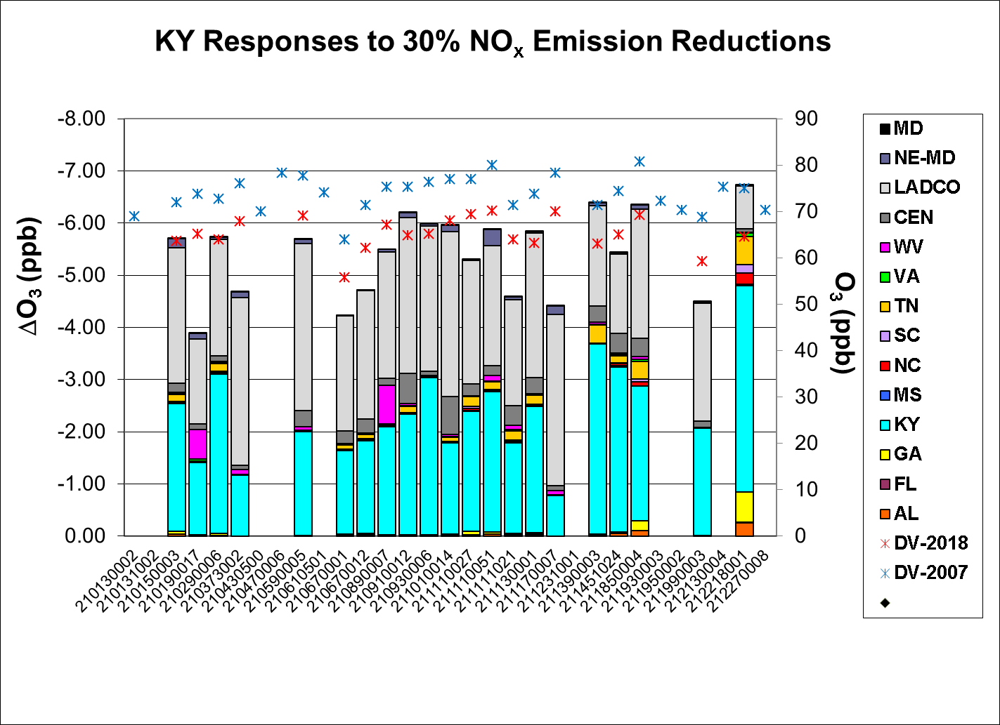 KY Responses to 30% NOx Emission Reductions
-8.00
-7.00
-6.00
-5.00
-4.00
-3.00
-2.00
-1.00
0.00
ΔO3 (ppb)
90
80
70
60
50
40
30
20
10
0
O3 (ppb)
210130002
210131002
210150003
210190017
210290006
210373002
210430500
210470006
210590005
210610501
210670001
210670012
210890007
210910012
210930006
211010014
211110027
211110051
211111021
211130001
211170007
211231001
211390003
211451024
211850004
211930003
211950002
211990003
212130004
212218001
212270008
MD
NE-MD
LADCO
CEN
WV
VA
TN
SC
NC
MS
KY
GA
FL
AL
DV-2018
DV-2007